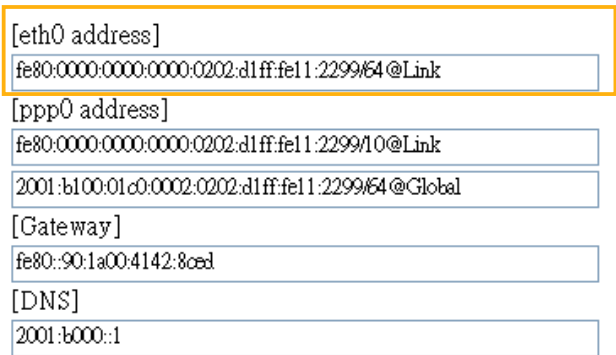 [eth0 address]
fe80:0000:0000:0000:0202:d1ff:fe11:2299/64@Link
[ppp0 address]
fe80:0000:0000:0000:0202:d1ff:fe11:2299/10@Link
2001:b100:01c0:0002:0202:d1ff:fe11:2299/64@Global
[Gateway]
fe80::90:1a00:4142:8ced
[DNS]
2001:b000::1